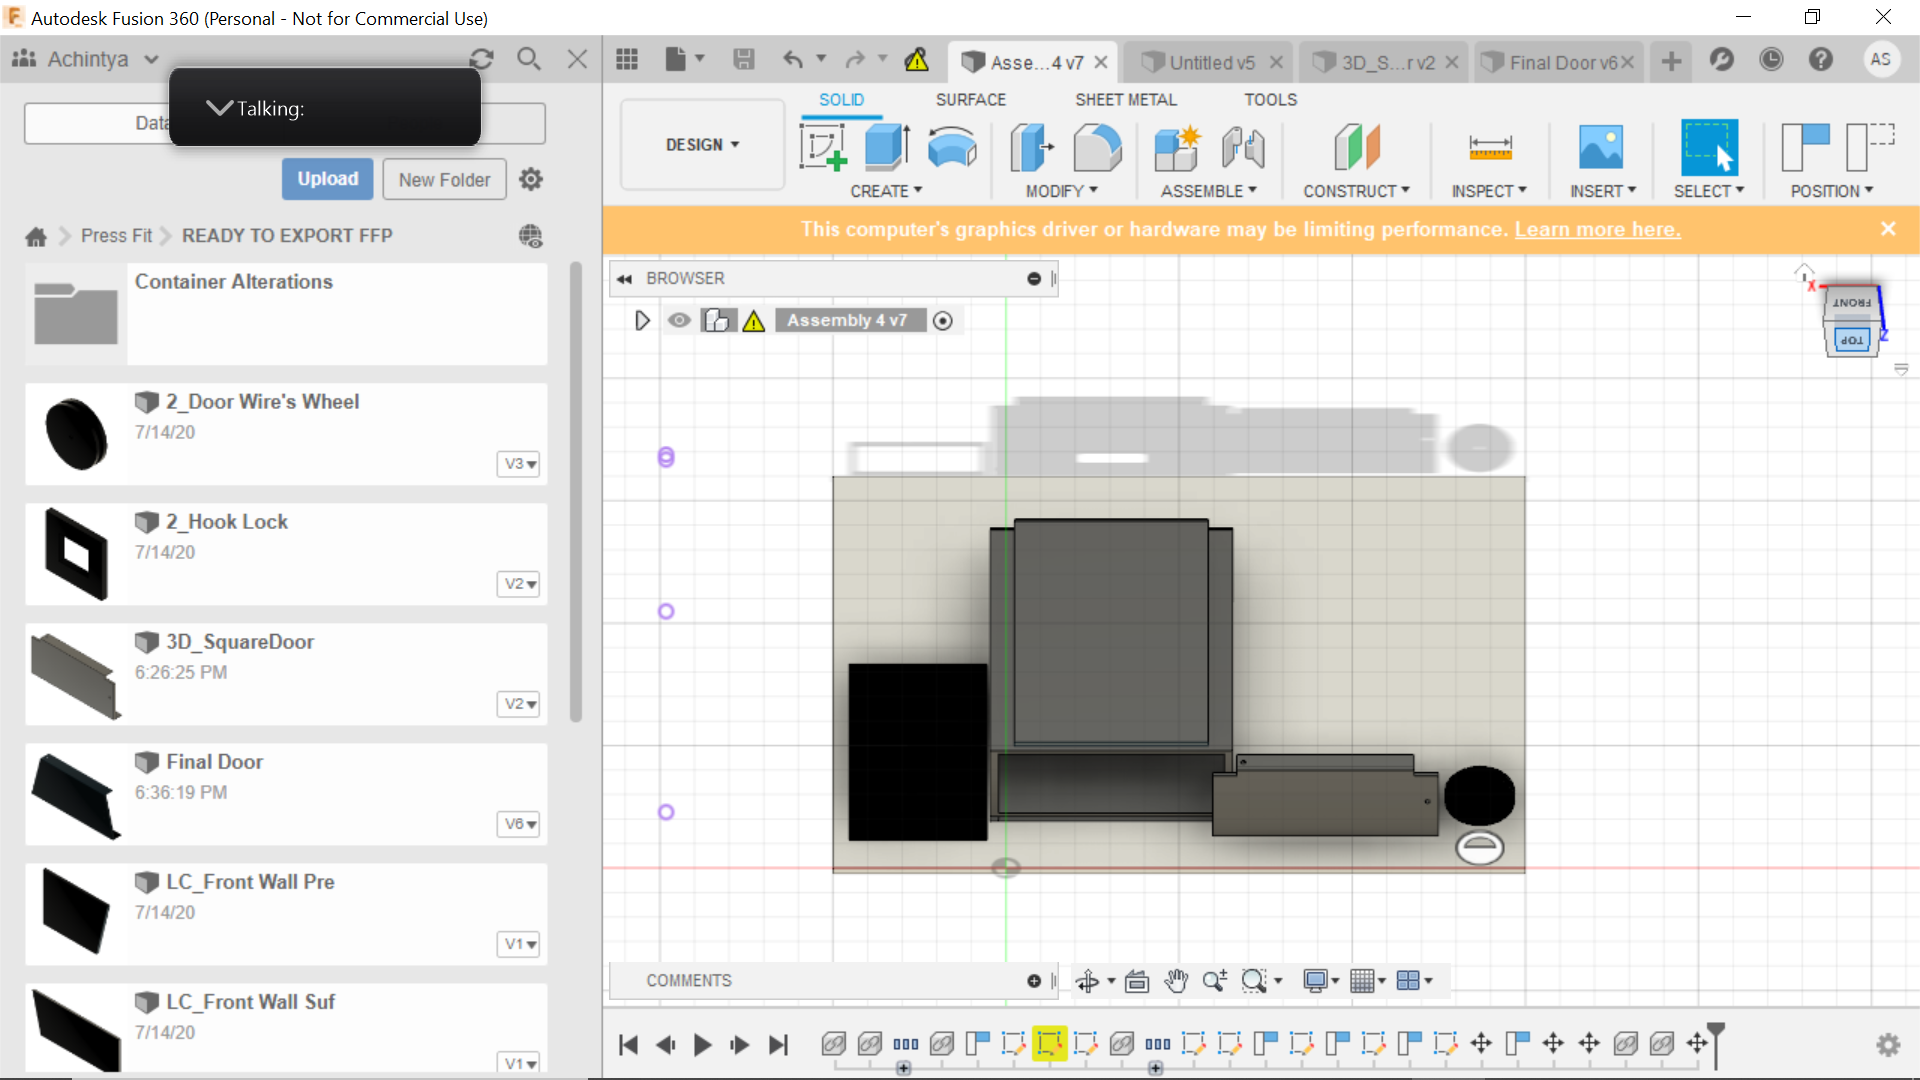 Autodesk Fusion 360 (Personal - Not for Commercial Use)
Achintya
Talking:
Data
Upload
New Folder
Press Fit
READY TO EXPORT FFP
Container Alterations
2_Door Wire's Wheel
7/14/20
V3
2_Hook Lock
7/14/20
V2
3D_SquareDoor
6:26:25 PM
V2
Final Door
6:36:19 PM
V6
LC_Front Wall Pre
7/14/20
V1
LC_Front Wall Suf
7/14/20
V1
Asse...4 v7
Untitled v5
3D_S...r v2
Final Door v6
AS
SOLID
SURFACE
SHEET METAL
TOOLS
DESIGN
CREATE
MODIFY
ASSEMBLE
CONSTRUCT
INSPECT
INSERT
SELECT
POSITION
This computer's graphics driver or hardware may be limiting performance. Learn more here.
BROWSER
Assembly 4 v7
X
FRONT
TOP
Z
COMMENTS